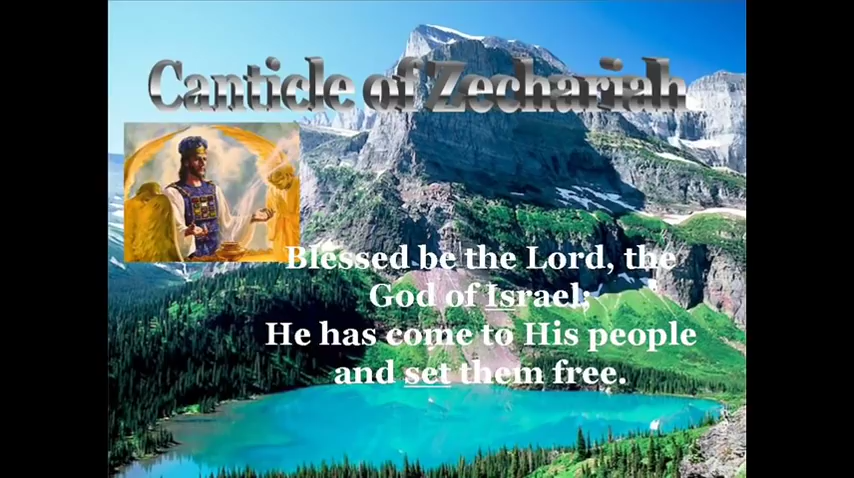 Canticle of Zechariah
Blessed be the Lord, the
God of Israel;
He has come to His people
and set them free.